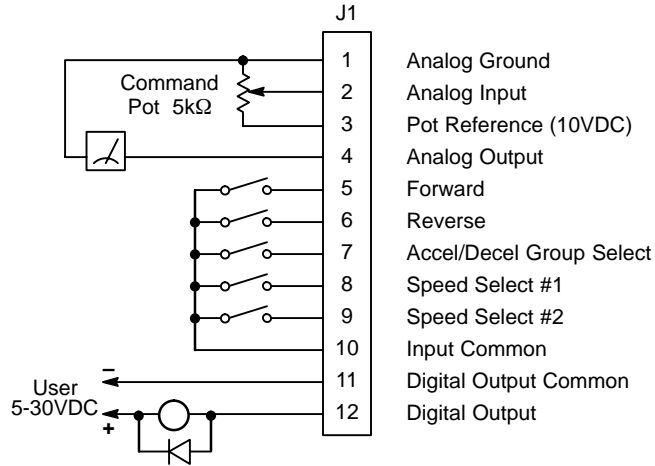 J1
1 Analog Ground
Command
Pot 5kΩ
2 Analog Input
3 Pot Reference (10VDC)
4 Analog Output
5 Forward
6 Reverse
7 Accel/Decel Group Select
8 Speed Select #1
9 Speed Select #2
10 Input Common
User
5-30VDC
−
+
11 Digital Output Common
12 Digital Output